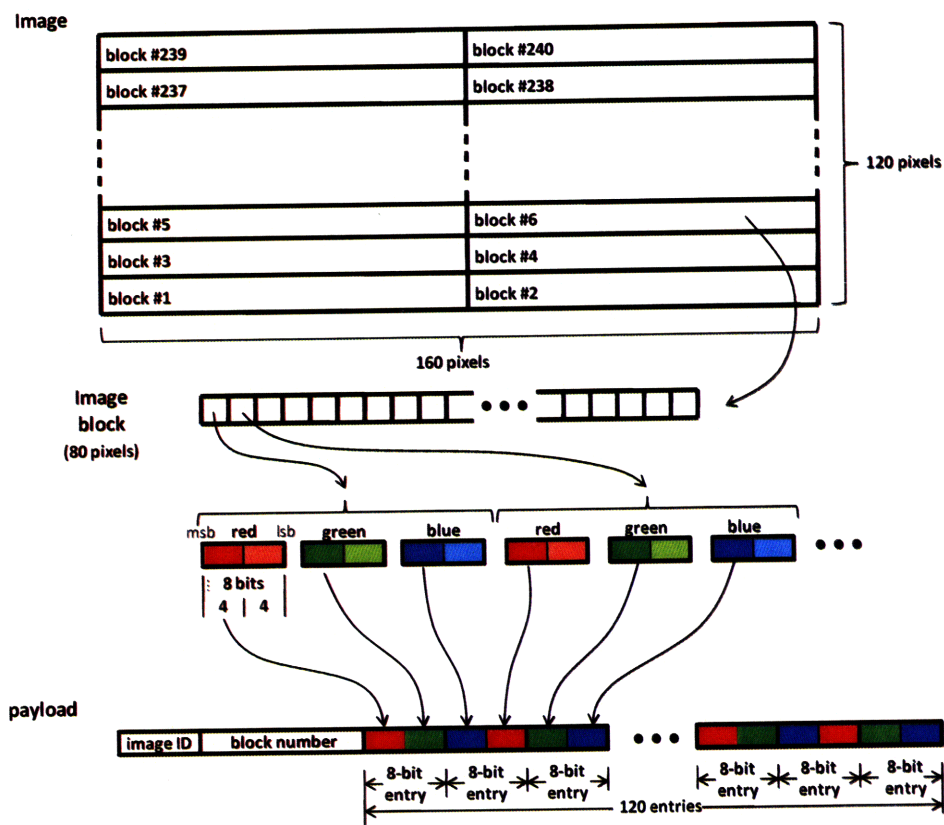 Image
block #239
block #240
block #237
block #238
120 pixels
block #5
block #6
block #3
block #4
block #1
block #2
160 pixels
Image
block
(80 pixels)
msb red lsb green blue red green blue
8 bits
4 4
payload
image ID block number
8-bit entry
8-bit entry
8-bit entry
8-bit entry
8-bit entry
8-bit entry
120 entries